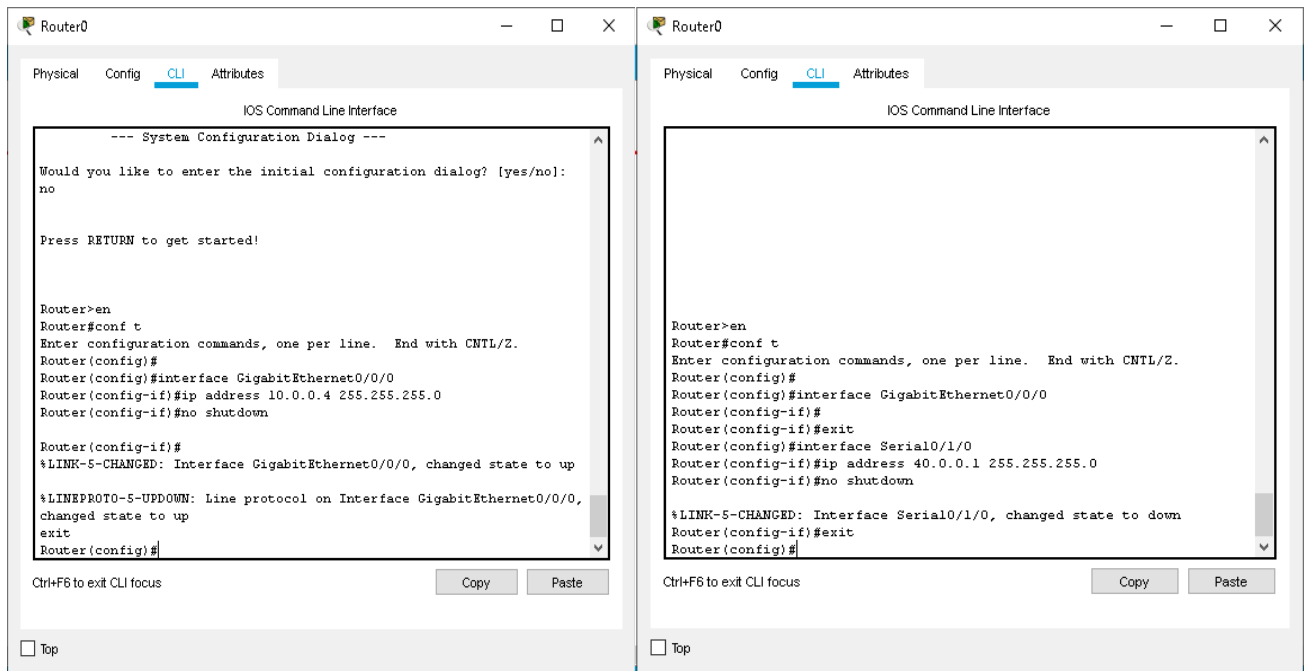 Router0
Physical Config CLI Attributes
IOS Command Line Interface
--- System Configuration Dialog ---
Would you like to enter the initial configuration dialog? [yes/no]:
no
Press RETURN to get started!
Router>en
Router#conf t
Enter configuration commands, one per line.  End with CNTL/Z.
Router(config)#
Router(config)#interface GigabitEthernet0/0/0
Router(config-if)#ip address 10.0.0.4 255.255.255.0
Router(config-if)#no shutdown
Router(config-if)#
%LINK-5-CHANGED: Interface GigabitEthernet0/0/0, changed state to up
%LINEPROTO-5-UPDOWN: Line protocol on Interface GigabitEthernet0/0/0,
changed state to up
exit
Router(config)#
Ctrl+F6 to exit CLI focus
Copy Paste
Top
Router0
Physical Config CLI Attributes
IOS Command Line Interface
Router>en
Router#conf t
Enter configuration commands, one per line.  End with CNTL/Z.
Router(config)#
Router(config)#interface GigabitEthernet0/0/0
Router(config-if)#
Router(config-if)#exit
Router(config)#interface Serial0/1/0
Router(config-if)#ip address 40.0.0.1 255.255.255.0
Router(config-if)#no shutdown
%LINK-5-CHANGED: Interface Serial0/1/0, changed state to down
Router(config-if)#exit
Router(config)#
Ctrl+F6 to exit CLI focus
Copy Paste
Top